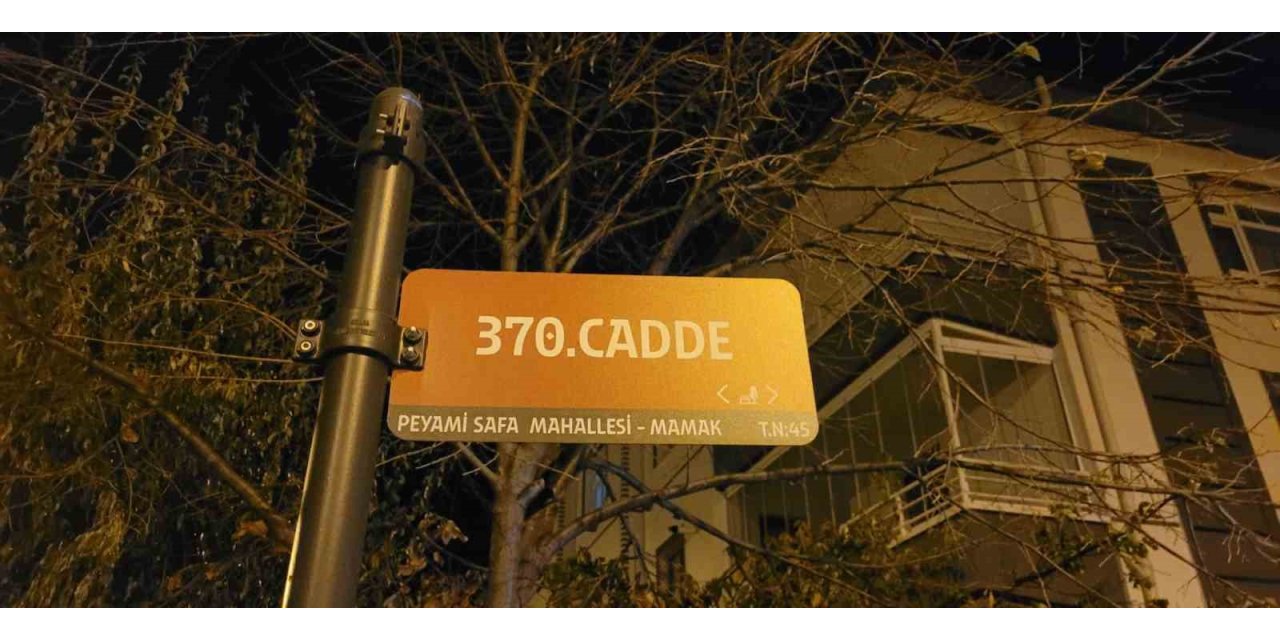 370.CADDE
PEYAMİ SAFA MAHALLESİ - MAMAK T.N:45